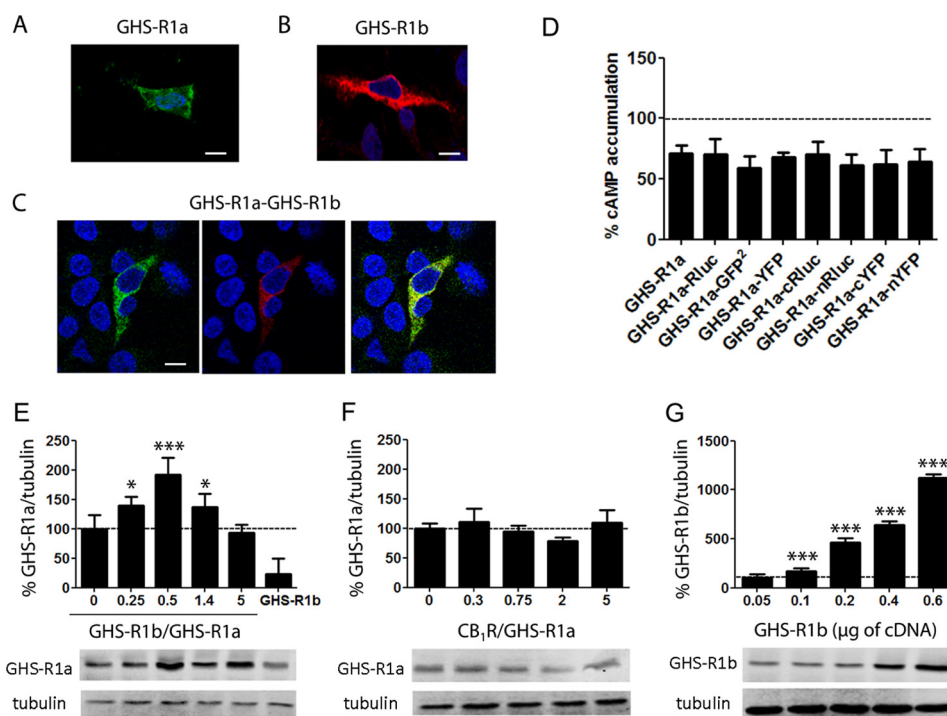 A
GHS-R1a
B
GHS-R1b
C
GHS-R1a-GHS-R1b
D
% cAMP accumulation
150
100
50
0
GHS-R1a
GHS-R1a-Rluc
GHS-R1a-GFP²
GHS-R1a-YFP
GHS-R1a-cRluc
GHS-R1a-nRluc
GHS-R1a-cYFP
GHS-R1a-nYFP
E
% GHS-R1a/tubulin
250
200
150
100
50
0
*
***
*
0 0.25 0.5 1.4 5 GHS-R1b
GHS-R1b/GHS-R1a
GHS-R1a
tubulin
F
% GHS-R1a/tubulin
250
200
150
100
50
0
0 0.3 0.75 2 5
CB₁R/GHS-R1a
GHS-R1a
tubulin
G
% GHS-R1b/tubulin
1500
1000
500
0
***
***
***
***
0.05 0.1 0.2 0.4 0.6
GHS-R1b (µg of cDNA)
GHS-R1b
tubulin